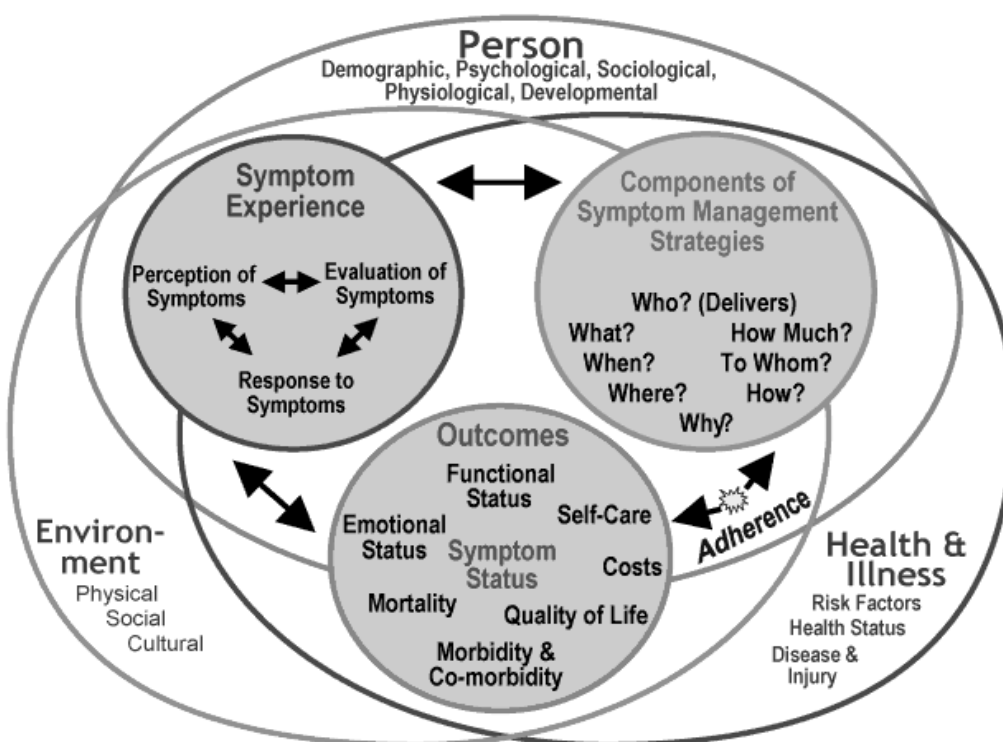 Person
Demographic, Psychological, Sociological,
Physiological, Developmental
Symptom
Experience
Perception of
Symptoms
Evaluation of
Symptoms
Response to
Symptoms
Components of
Symptom Management
Strategies
Who? (Delivers)
What?
How Much?
When?
To Whom?
Where?
How?
Why?
Outcomes
Functional
Status
Emotional
Status
Self-Care
Symptom
Status
Costs
Mortality
Quality of Life
Morbidity &
Co-morbidity
Adherence
Environ-
ment
Physical
Social
Cultural
Health &
Illness
Risk Factors
Health Status
Disease &
Injury